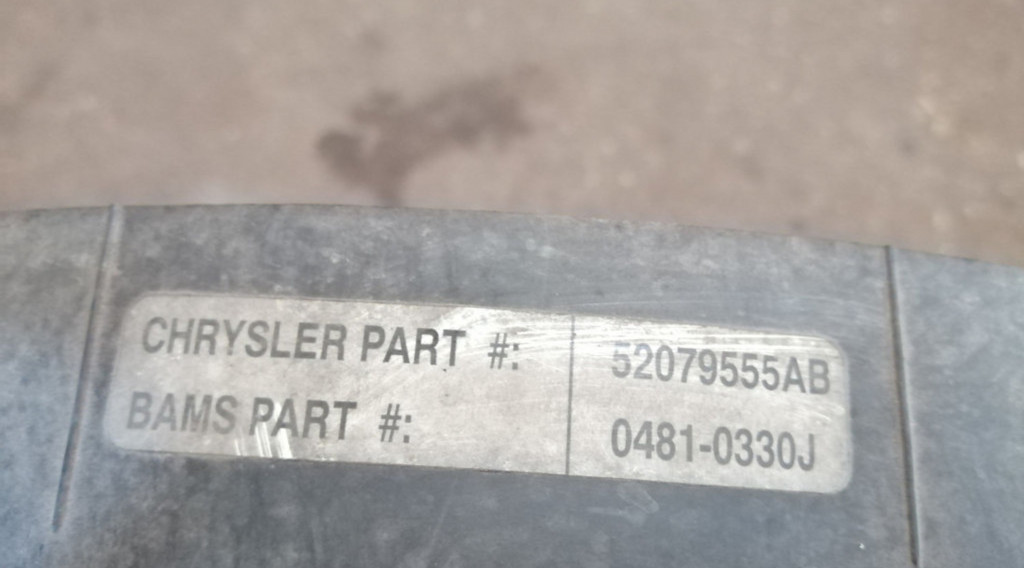 CHRYSLER PART #: 52079555AB
BAMS PART #: 0481-0330J